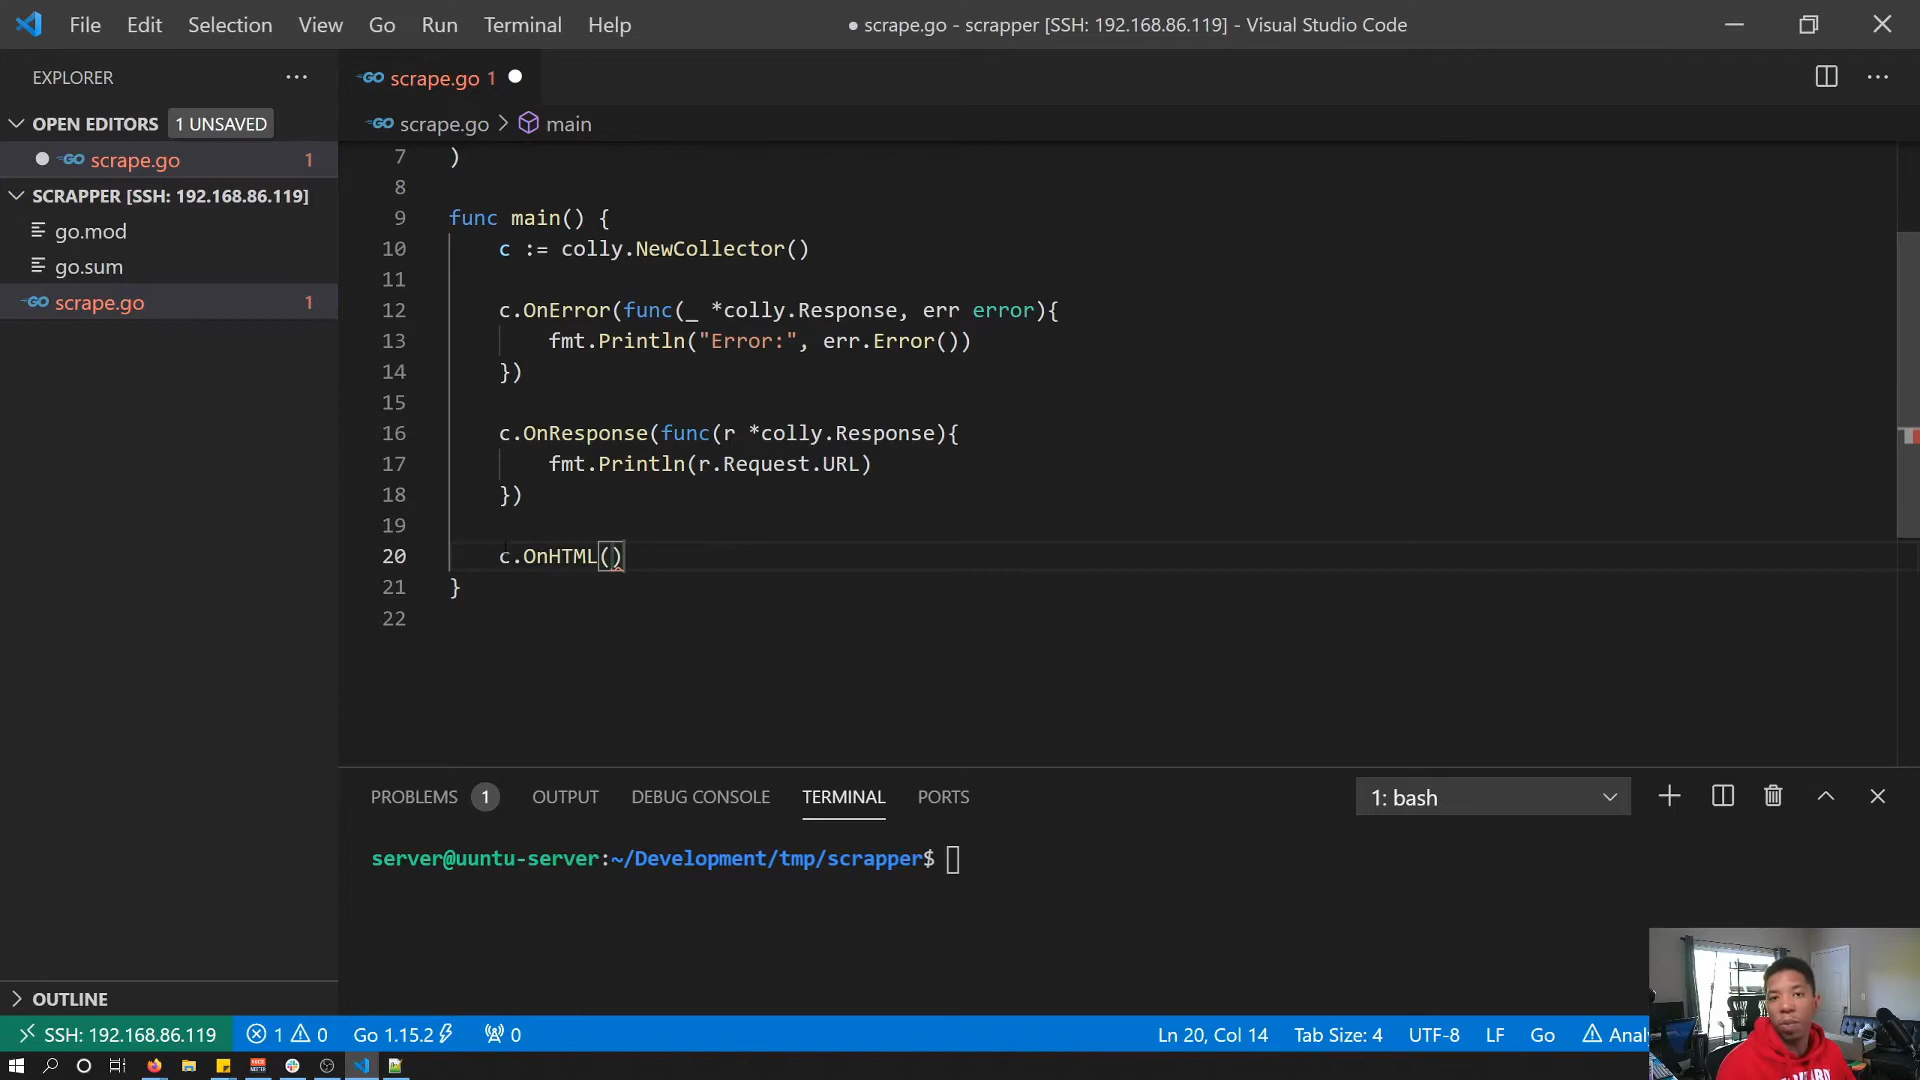 File Edit Selection View Go Run Terminal Help
● scrape.go - scrapper [SSH: 192.168.86.119] - Visual Studio Code
EXPLORER
OPEN EDITORS 1 UNSAVED
scrape.go 1
SCRAPPER [SSH: 192.168.86.119]
go.mod
go.sum
scrape.go 1
OUTLINE
scrape.go 1
scrape.go > main
7 )
8
9 func main() {
10 c := colly.NewCollector()
11
12 c.OnError(func(_ *colly.Response, err error){
13 fmt.Println("Error:", err.Error())
14 })
15
16 c.OnResponse(func(r *colly.Response){
17 fmt.Println(r.Request.URL)
18 })
19
20 c.OnHTML()
21 }
22
PROBLEMS 1 OUTPUT DEBUG CONSOLE TERMINAL PORTS 1: bash
server@uuntu-server:~/Development/tmp/scrapper$
SSH: 192.168.86.119 1 0 Go 1.15.2 0 Ln 20, Col 14 Tab Size: 4 UTF-8 LF Go Anal